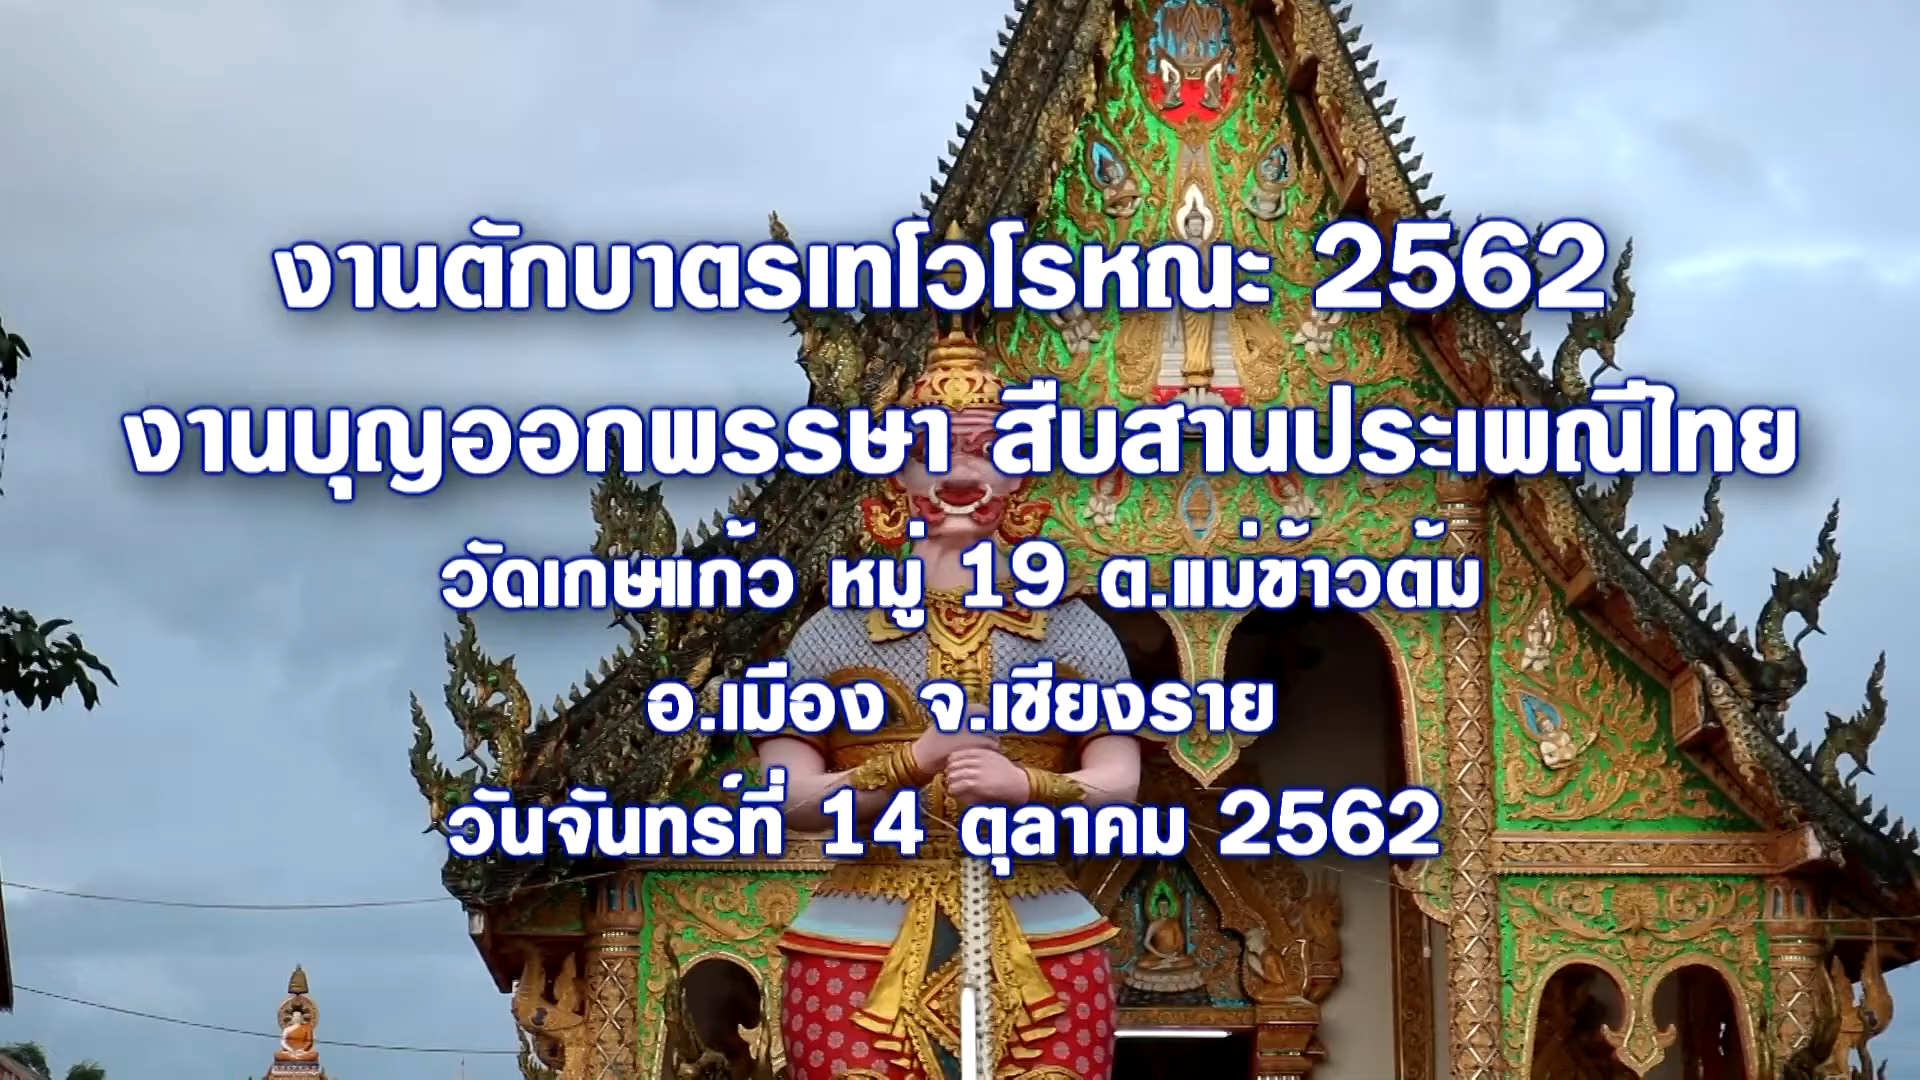 งานตักบาตรเทโวโรหณะ 2562
งานบุญออกพรรษา สืบสานประเพณีไทย
วัดเกษแก้ว หมู่ 19 ต.แม่ข้าวต้ม
อ.เมือง จ.เชียงราย
วันจันทร์ที่ 14 ตุลาคม 2562